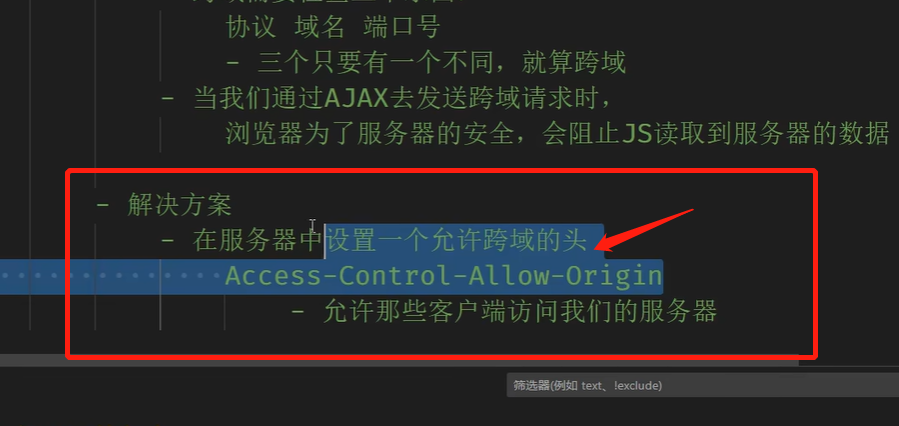 协议 域名 端口号
- 三个只要有一个不同，就算跨域
- 当我们通过AJAX去发送跨域请求时，
浏览器为了服务器的安全，会阻止JS读取到服务器的数据
- 解决方案
- 在服务器中设置一个允许跨域的头
Access-Control-Allow-Origin
- 允许那些客户端访问我们的服务器
筛选器(例如 text、!exclude)